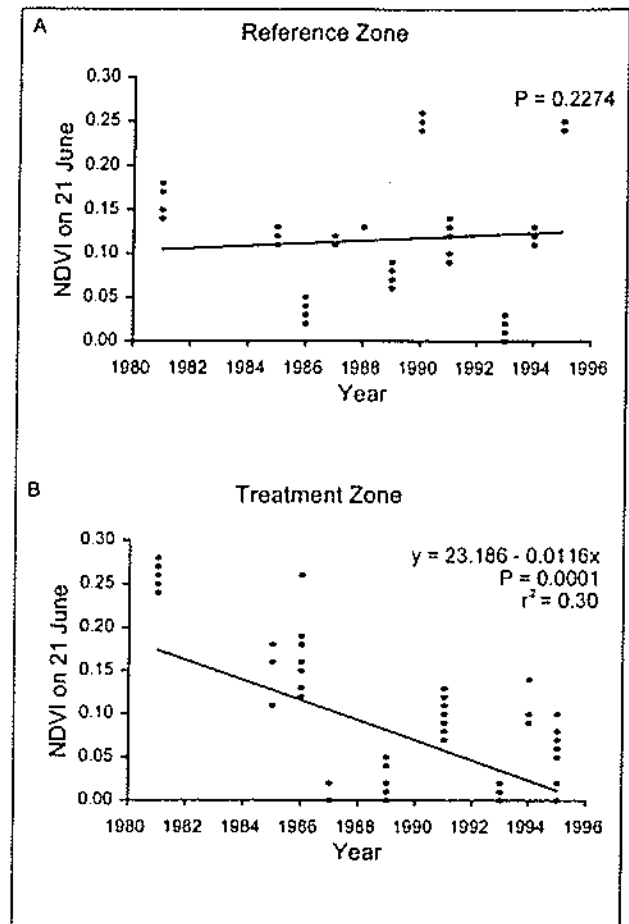 A
Reference Zone
P = 0.2274
NDVI on 21 June
0.30
0.25
0.20
0.15
0.10
0.05
0.00
1980 1982 1984 1986 1988 1990 1992 1994 1996
Year
B
Treatment Zone
y = 23.186 - 0.0116x
P = 0.0001
r² = 0.30
NDVI on 21 June
0.30
0.25
0.20
0.15
0.10
0.05
0.00
1980 1982 1984 1986 1988 1990 1992 1994 1996
Year